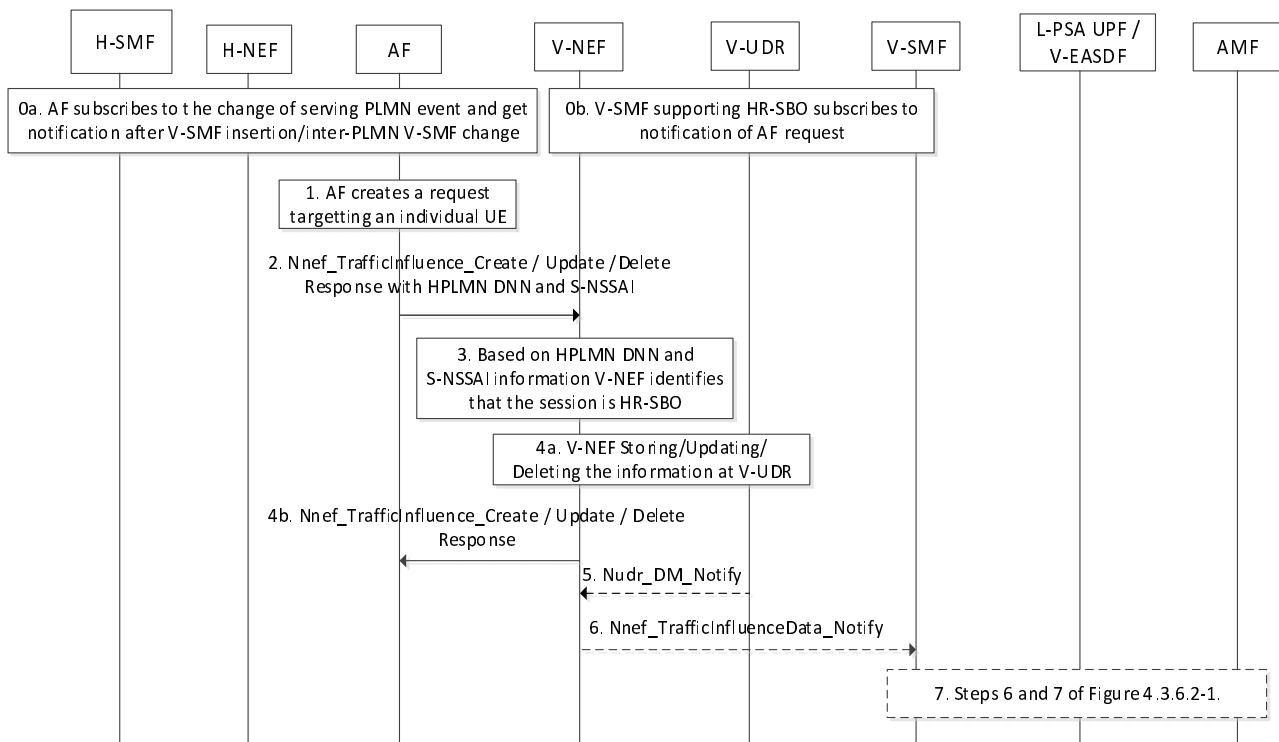 H-SMF
H-NEF
AF
V-NEF
V-UDR
V-SMF
L-PSA UPF /
V-EASDF
AMF
0a. AF subscribes to the change of serving PLMN event and get
notification after V-SMF insertion/inter-PLMN V-SMF change
0b. V-SMF supporting HR-SBO subscribes to
notification of AF request
1. AF creates a request
targetting an individual UE
2. Nnef_TrafficInfluence_Create / Update /Delete
Response with HPLMN DNN and S-NSSAI
3. Based on HPLMN DNN and
S-NSSAI information V-NEF identifies
that the session is HR-SBO
4a. V-NEF Storing/Updating/
Deleting the information at V-UDR
4b. Nnef_TrafficInfluence_Create / Update / Delete
Response
5. Nudr_DM_Notify
6. Nnef_TrafficInfluenceData_Notify
7. Steps 6 and 7 of Figure 4.3.6.2-1.